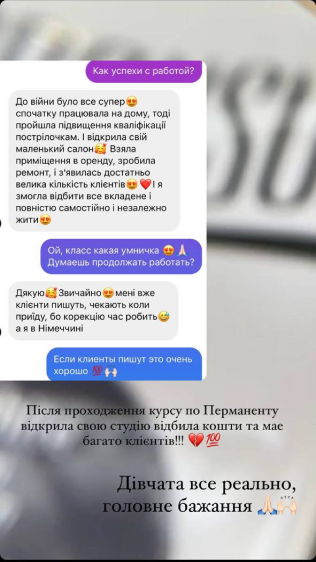 Как успехи с работой?
До війни було все супер😍
спочатку працювала на дому, тоді
пройшла підвищення кваліфікації
пострілочкам. І відкрила свій
маленький салон🥰 Взяла
приміщення в оренду, зробила
ремонт, і з'явилась достатньо
велика кількість клієнтів😍❤️І я
змогла відбити все вкладене і
повністю самостійно і незалежно
жити😍
Ой, класс какая умничка 😍🙏🏻
Думаешь продолжать работать?
Дякую🥰Звичайно😍мені вже
клієнти пишуть, чекають коли
приїду, бо корекцію час робить😅
а я в Німеччині
Если клиенты пишут это очень
хорошо 💯🙌🏻
Після проходження курсу по Перманенту
відкрила свою студію відбила кошти та має
багато клієнтів!!! 💔💯
Дівчата все реально,
головне бажання 🙏🏻🙌🏻